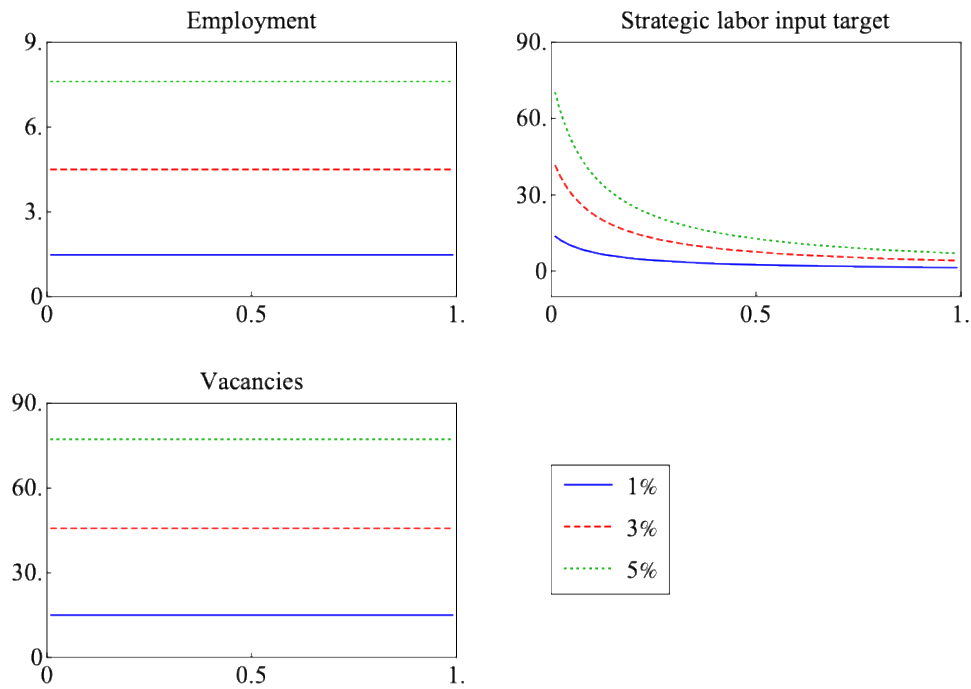 Employment
9.
6.
3.
0
0 0.5 1.
Strategic labor input target
90.
60.
30.
0
0 0.5 1.
Vacancies
90.
60.
30.
0
0 0.5 1.
1%
3%
5%